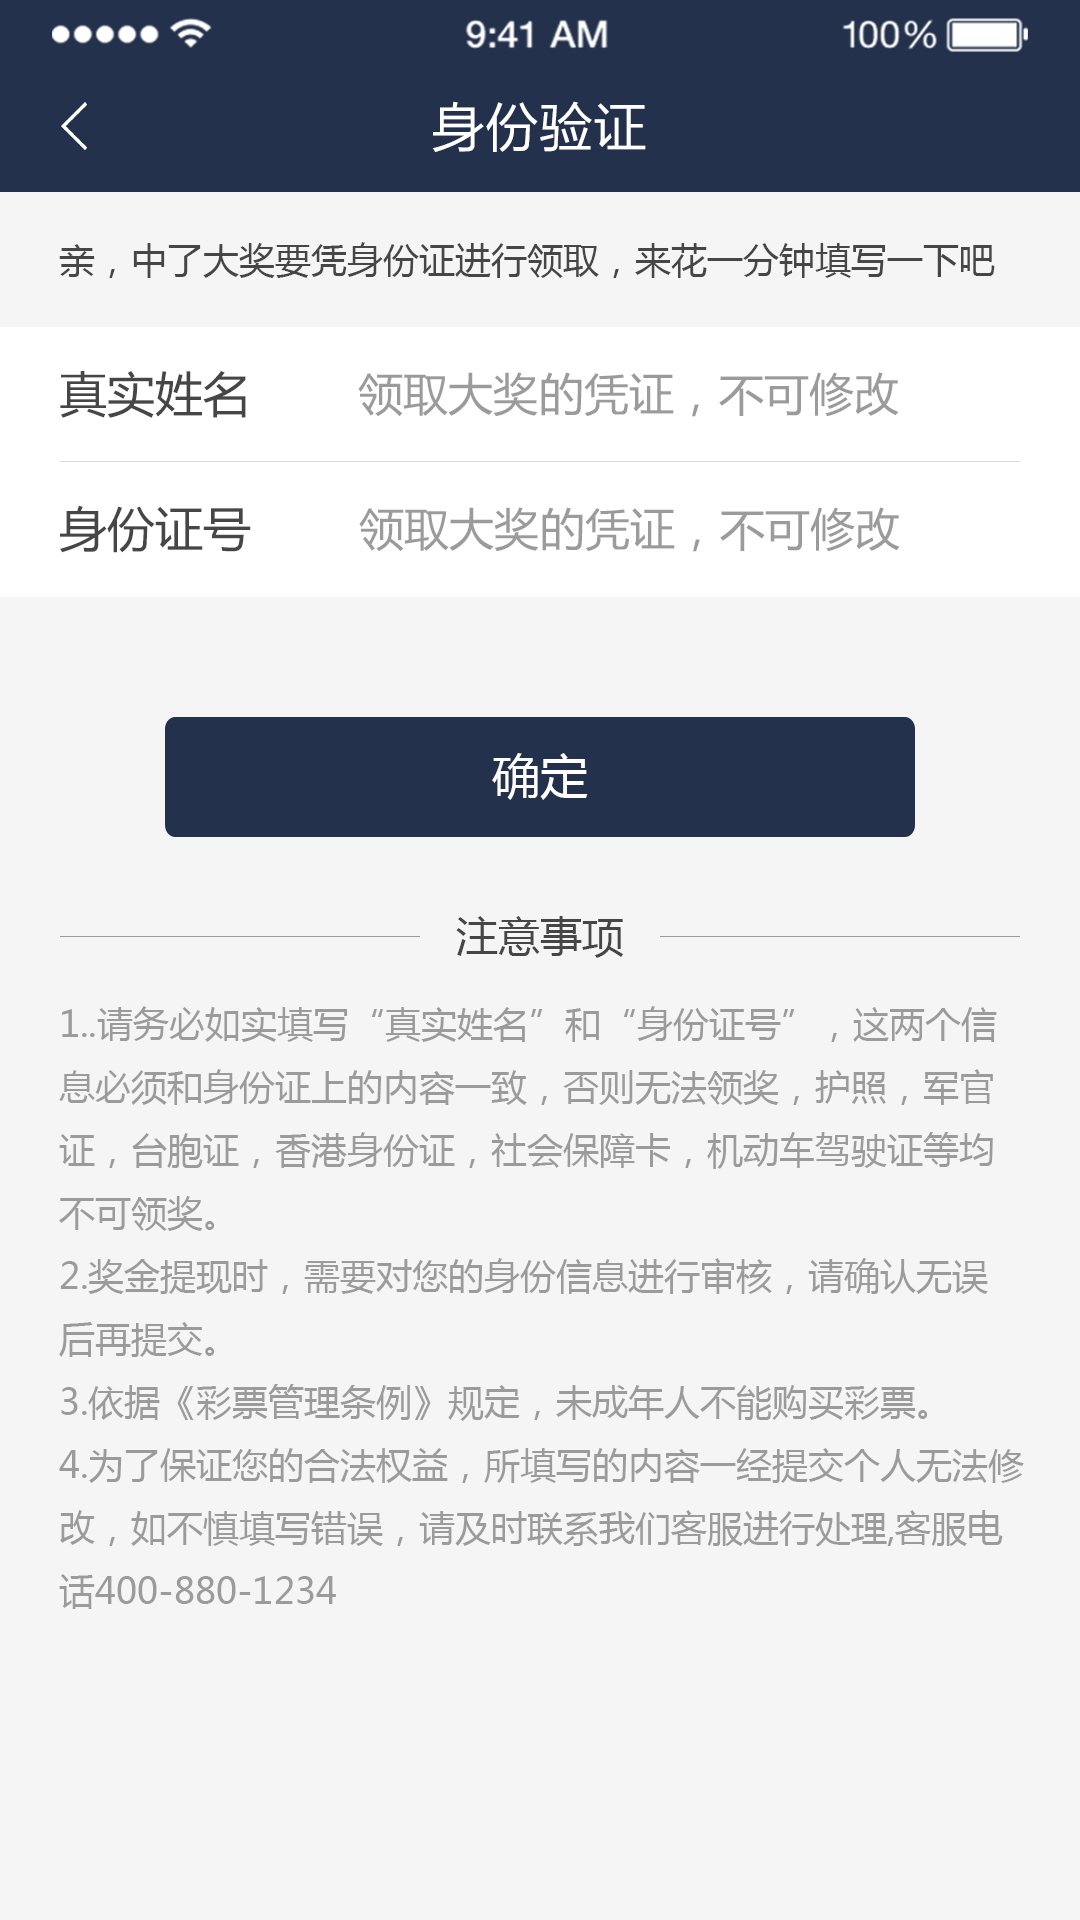 9:41 AM 100%
身份验证
亲，中了大奖要凭身份证进行领取，来花一分钟填写一下吧
真实姓名 领取大奖的凭证，不可修改
身份证号 领取大奖的凭证，不可修改
确定
注意事项
1..请务必如实填写“真实姓名”和“身份证号”，这两个信
息必须和身份证上的内容一致，否则无法领奖，护照，军官
证，台胞证，香港身份证，社会保障卡，机动车驾驶证等均
不可领奖。
2.奖金提现时，需要对您的身份信息进行审核，请确认无误
后再提交。
3.依据《彩票管理条例》规定，未成年人不能购买彩票。
4.为了保证您的合法权益，所填写的内容一经提交个人无法修
改，如不慎填写错误，请及时联系我们客服进行处理,客服电
话400-880-1234